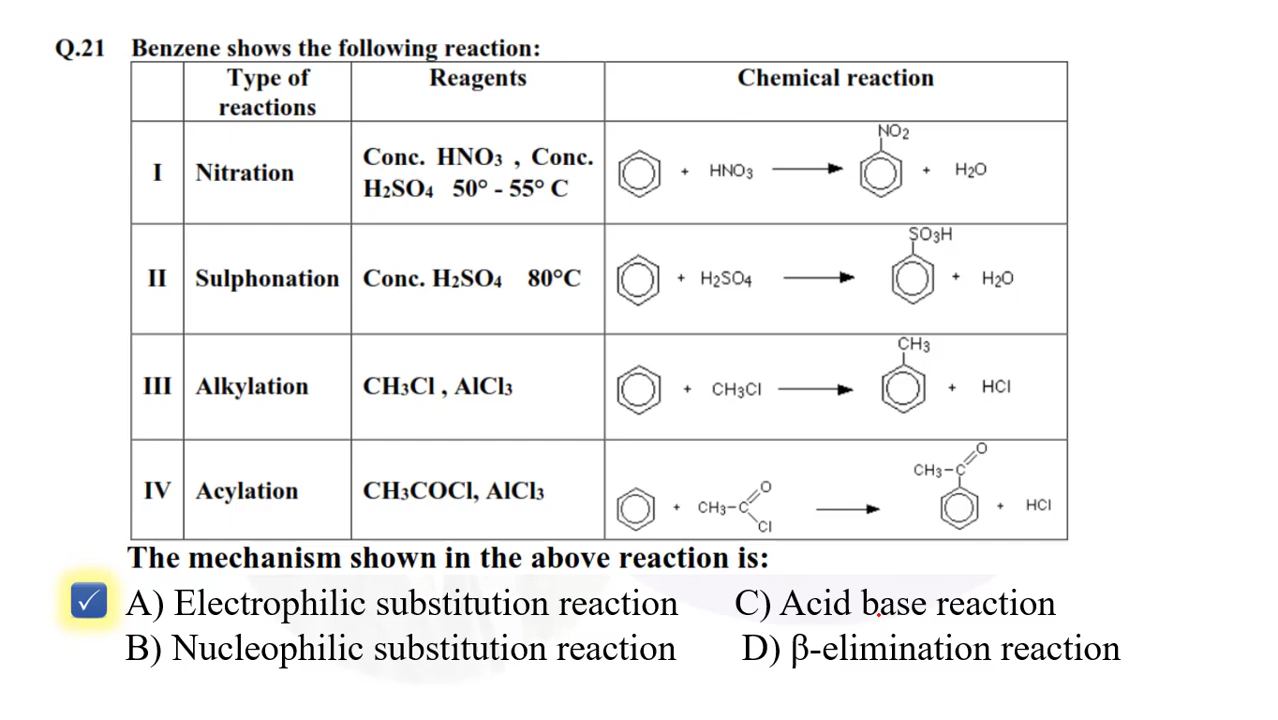 Q.21 Benzene shows the following reaction:
Type of reactions Reagents Chemical reaction
I Nitration Conc. HNO3 , Conc. H2SO4 50° - 55° C + HNO3 NO2 + H2O
II Sulphonation Conc. H2SO4 80°C + H2SO4 SO3H + H2O
III Alkylation CH3Cl , AlCl3 + CH3Cl CH3 + HCl
IV Acylation CH3COCl, AlCl3 + CH3-C O Cl CH3-C O + HCl
The mechanism shown in the above reaction is:
A) Electrophilic substitution reaction C) Acid base reaction
B) Nucleophilic substitution reaction D) β-elimination reaction